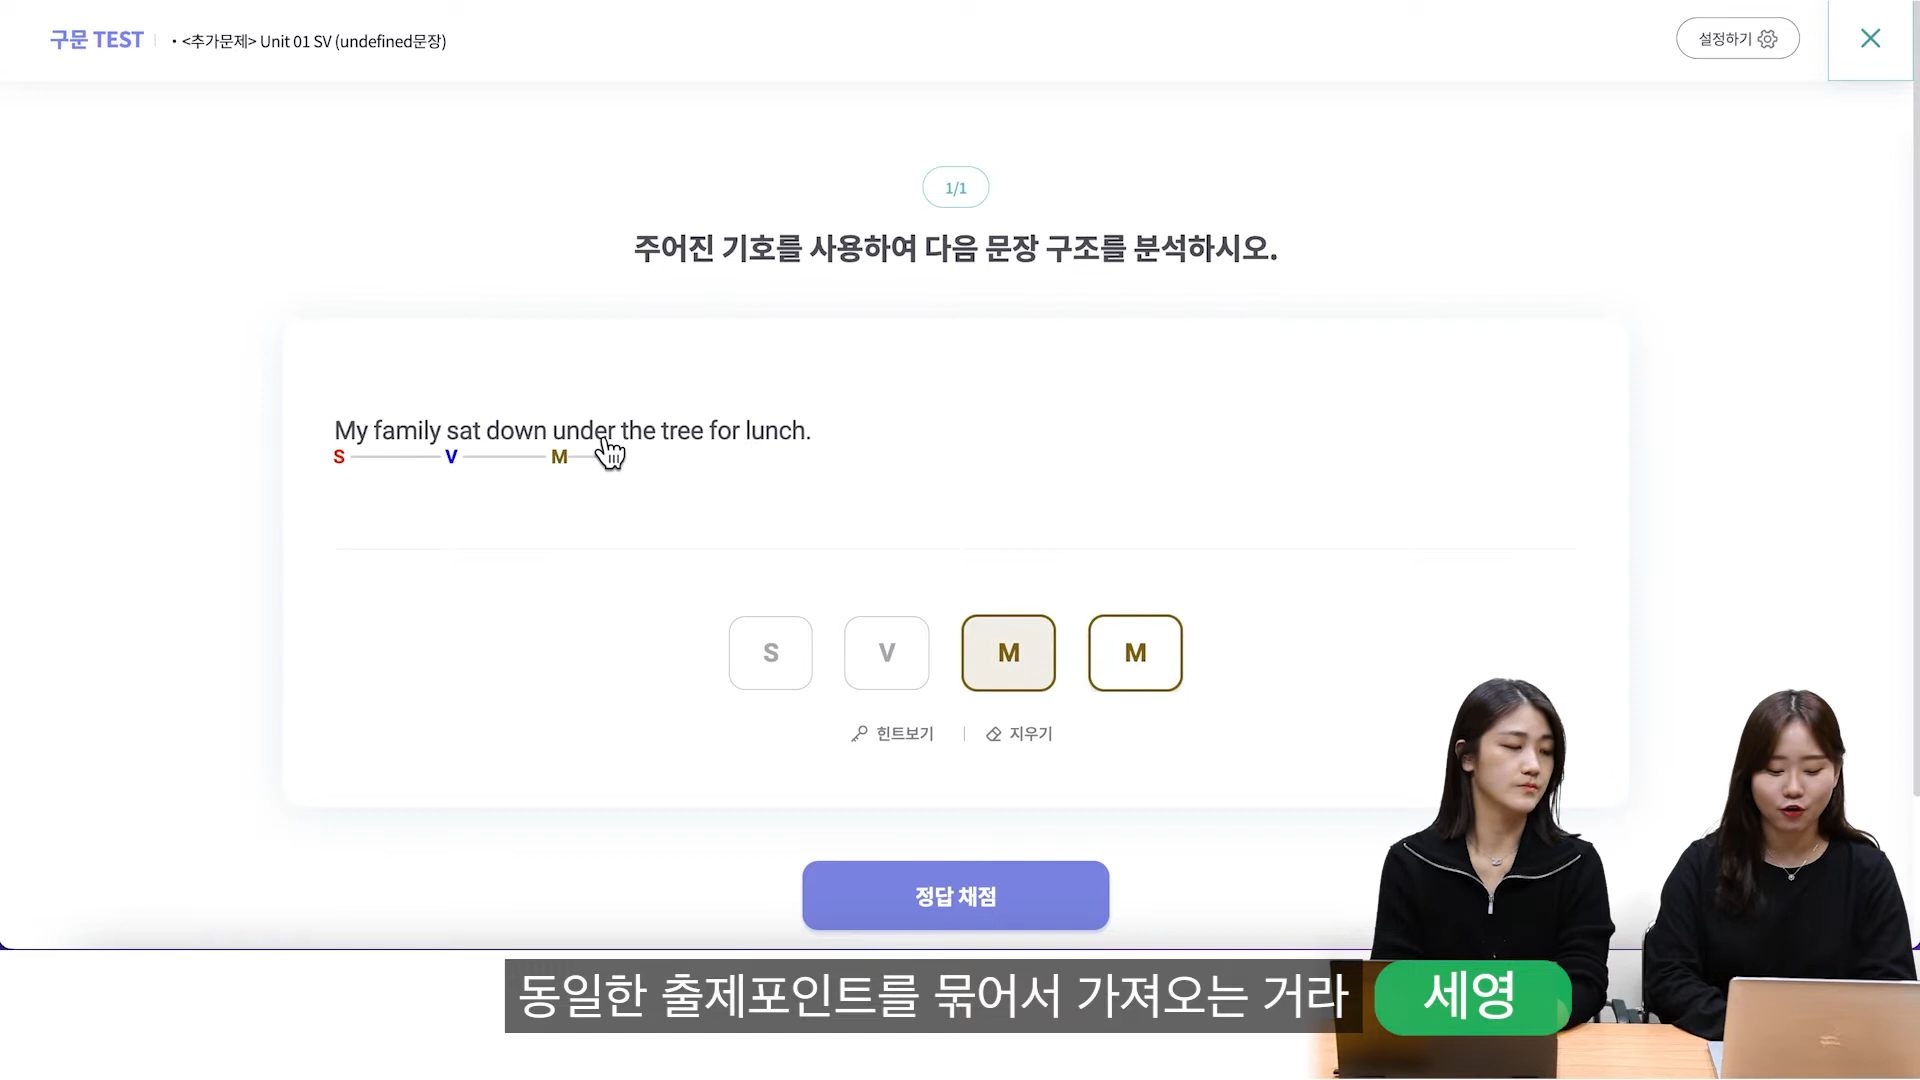 구문 TEST
• <추가문제> Unit 01 SV (undefined문장)
설정하기
1/1
주어진 기호를 사용하여 다음 문장 구조를 분석하시오.
My family sat down under the tree for lunch.
S V M
S V M M
힌트보기 | 지우기
정답 채점
동일한 출제포인트를 묶어서 가져오는 거라 세영